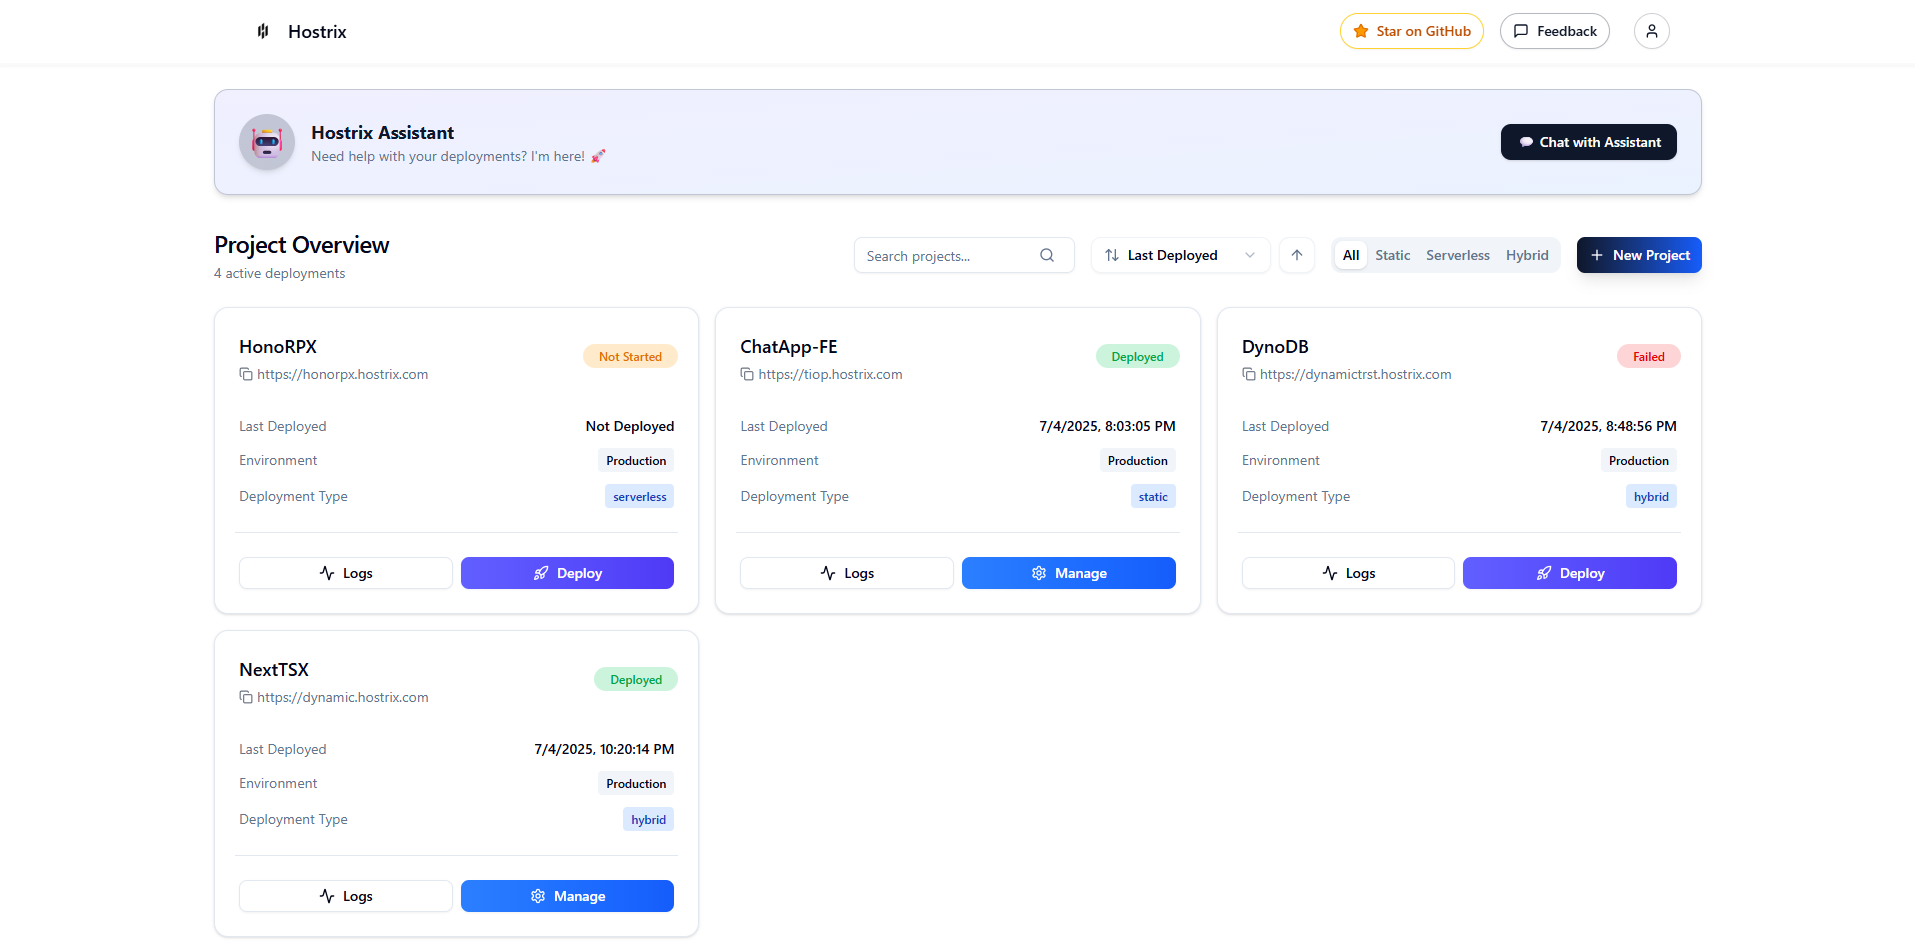 Hostrix
Star on GitHub
Feedback
Hostrix Assistant
Need help with your deployments? I'm here! 🚀
Chat with Assistant
Project Overview
4 active deployments
Search projects...
Last Deployed
All Static Serverless Hybrid
New Project
HonoRPX
Not Started
https://honorpx.hostrix.com
Last Deployed Not Deployed
Environment Production
Deployment Type serverless
Logs Deploy
ChatApp-FE
Deployed
https://tiop.hostrix.com
Last Deployed 7/4/2025, 8:03:05 PM
Environment Production
Deployment Type static
Logs Manage
DynoDB
Failed
https://dynamictrst.hostrix.com
Last Deployed 7/4/2025, 8:48:56 PM
Environment Production
Deployment Type hybrid
Logs Deploy
NextTSX
Deployed
https://dynamic.hostrix.com
Last Deployed 7/4/2025, 10:20:14 PM
Environment Production
Deployment Type hybrid
Logs Manage